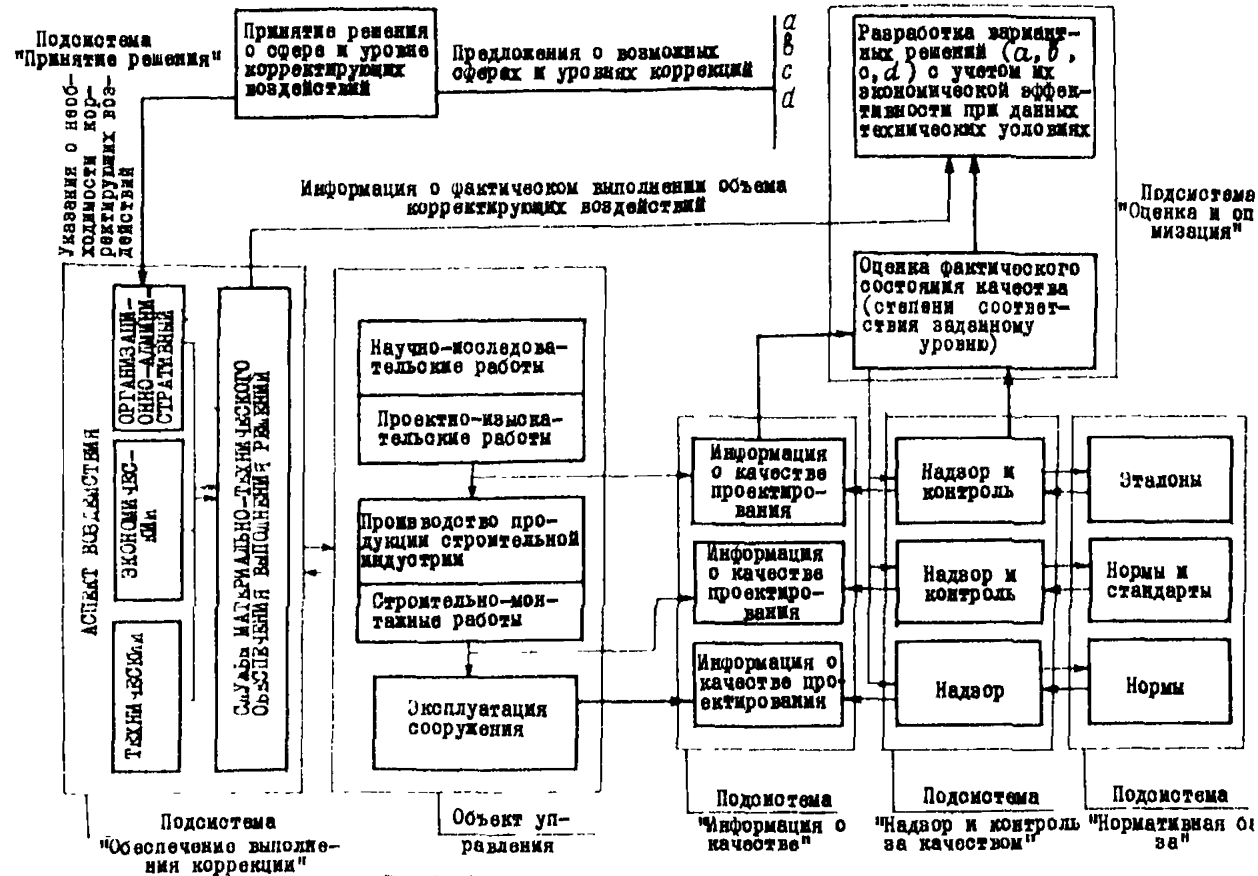 Подсистема
"Принятие решения"
Принятие решения
о сфере и уровне
корректирующих
воздействий
Предложения о возможных
сферах и уровнях коррекций
a
b
c
d
Разработка вариант-
ных решений (a, b,
c, d) с учетом их
экономической эффек-
тивности при данных
технических условиях
Указания о необ-
ходимости кор-
ректирующих воз-
действий
Информация о фактическом выполнении объема
корректирующих воздействий
Подсистема
"Оценка и оп
мизация"
Оценка фактического
состояния качества
(степени соответ-
ствия заданному
уровню)
АСПЕКТ ВОЗДЕЙСТВИЯ
ОРГАНИЗАЦИ-
ОННО-АДМИНИ-
СТРАТИВНЫЙ
ЭКОНОМИЧЕС-
КИЙ
ТЕХНИЧЕСКИЙ
СЛУЖБЫ МАТЕРИАЛЬНО-ТЕХНИЧЕСКОГО
ОБЕСПЕЧЕНИЯ ВЫПОЛНЕНИЯ РЕШЕНИЙ
Научно-исследова-
тельские работы
Проектно-изыска-
тельские работы
Производство про-
дукции строительной
индустрии
Строительно-мон-
тажные работы
Эксплуатация
сооружения
Информация
о качестве
проектиро-
вания
Информация
о качестве
проектиро-
вания
Информация о
качестве про-
ектирования
Надзор и
контроль
Надзор и
контроль
Надзор
Эталоны
Нормы и
стандарты
Нормы
Подсистема
"Обеспечение выполне-
ния коррекции"
Объект уп-
равления
Подсистема
"Информация о
качестве"
Подсистема
"Надзор и контроль
за качеством"
Подсистема
"Нормативная ба
за"